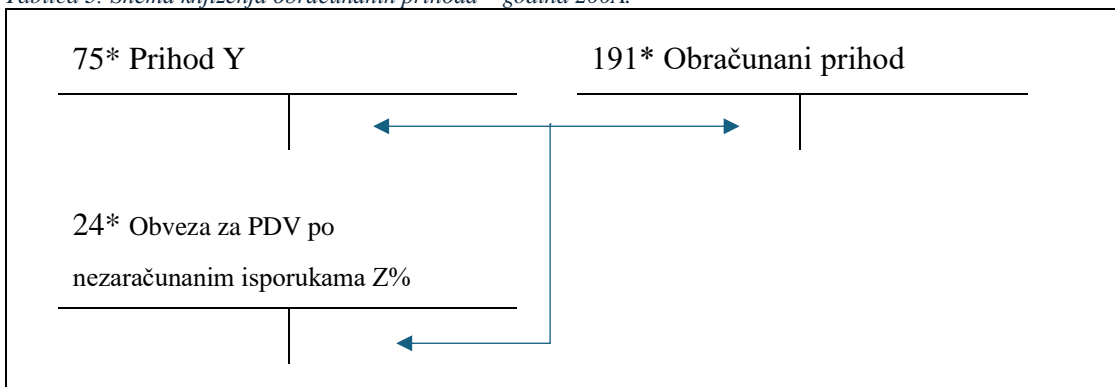 Tablica 3. Shema knjiženja obračunanih prihoda – godina 200X.
75* Prihod Y
191* Obračunani prihod
24* Obveza za PDV po
nezaračunanim isporukama Z%